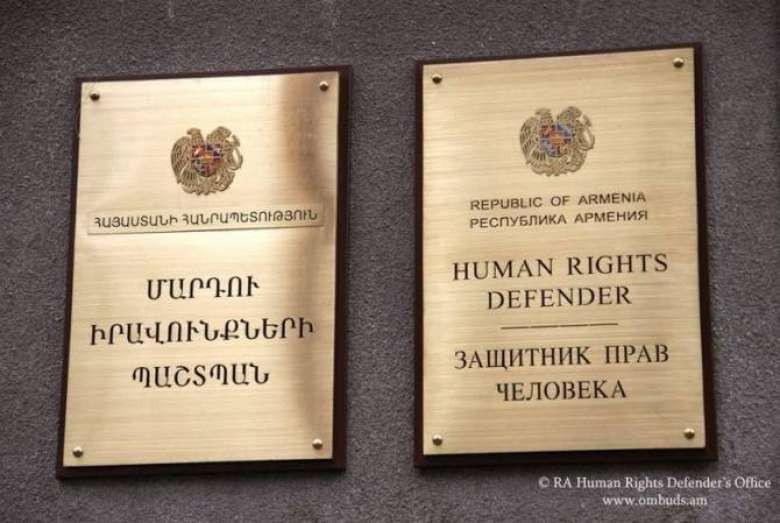 ՀԱՅԱՍՏԱՆԻ ՀԱՆՐԱՊԵՏՈՒԹՅՈՒՆ
ՄԱՐԴՈՒ
ԻՐԱՎՈՒՆՔՆԵՐԻ
ՊԱՇՏՊԱՆ
REPUBLIC OF ARMENIA
РЕСПУБЛИКА АРМЕНИЯ
HUMAN RIGHTS
DEFENDER
ЗАЩИТНИК ПРАВ
ЧЕЛОВЕКА
© RA Human Rights Defender's Office
www.ombuds.am